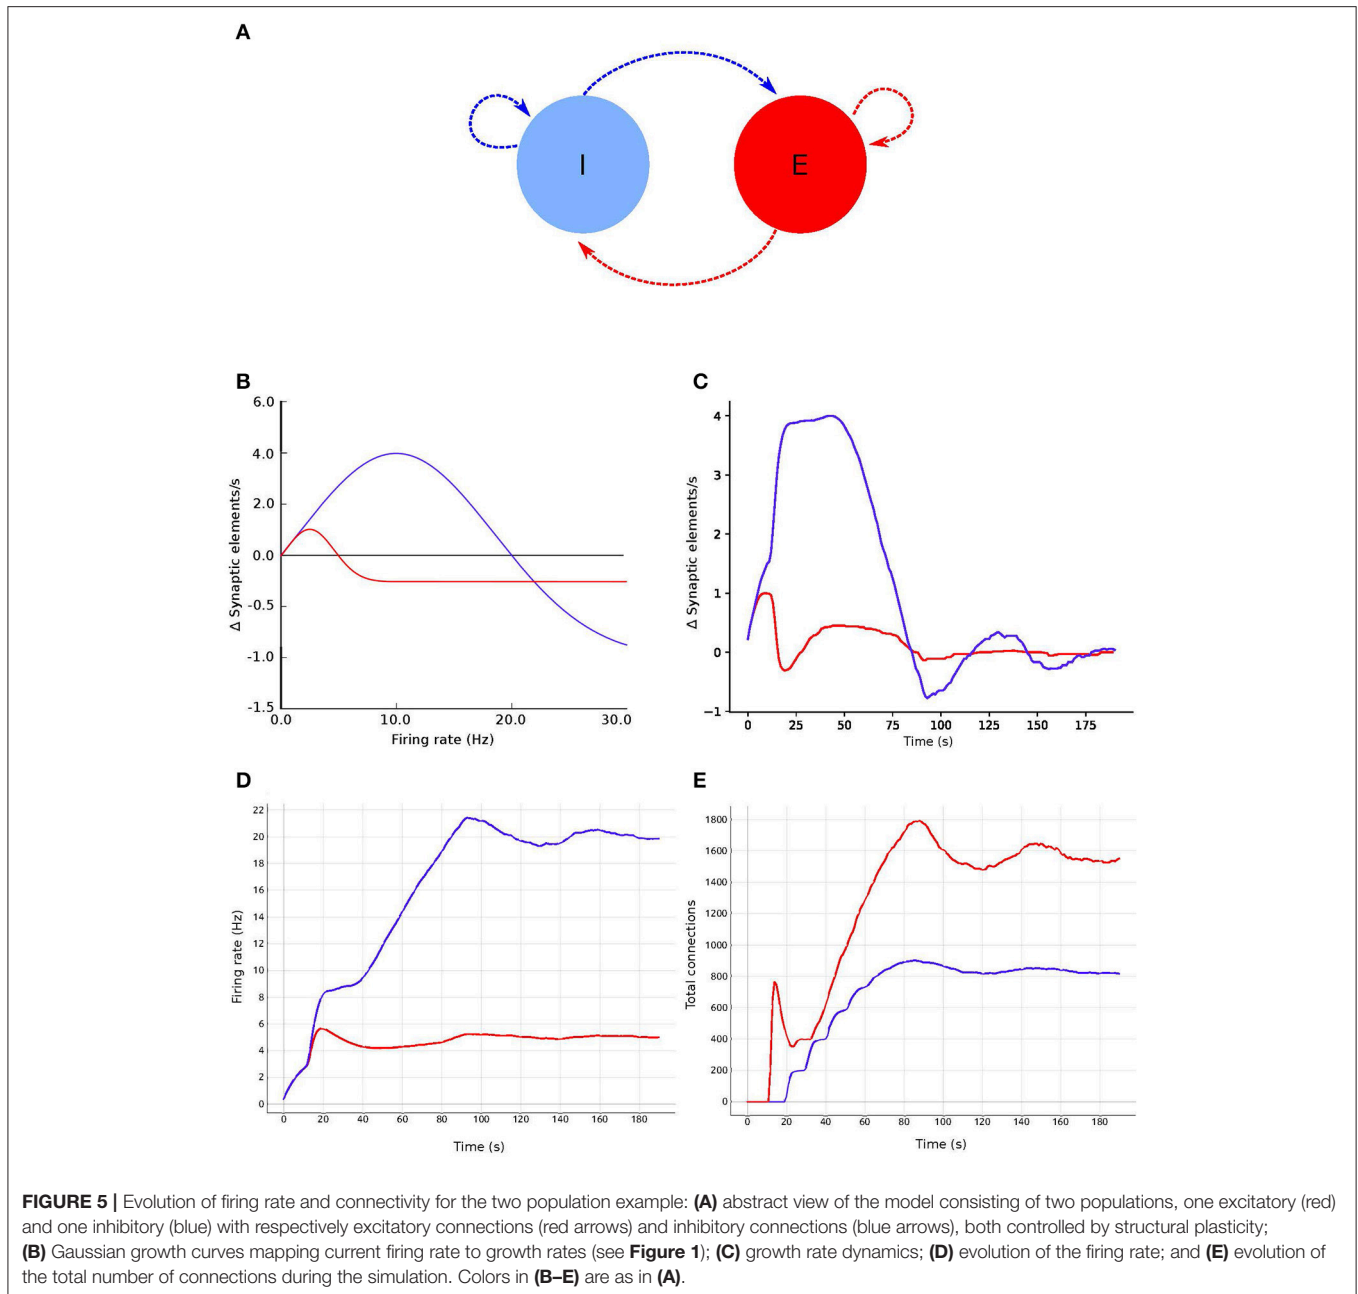 A
I
E
B
6.0
4.0
2.0
0.0
-0.5
-1.0
-1.5
Δ Synaptic elements/s
0.0 10.0 20.0 30.0
Firing rate (Hz)
C
4
3
2
1
0
−1
Δ Synaptic elements/s
0 25 50 75 100 125 150 175
Time (s)
D
22
20
18
16
14
12
10
8
6
4
2
0
Firing rate (Hz)
0 20 40 60 80 100 120 140 160 180
Time (s)
E
1800
1600
1400
1200
1000
800
600
400
200
0
Total connections
0 20 40 60 80 100 120 140 160 180
Time (s)
FIGURE 5 | Evolution of firing rate and connectivity for the two population example: (A) abstract view of the model consisting of two populations, one excitatory (red)
and one inhibitory (blue) with respectively excitatory connections (red arrows) and inhibitory connections (blue arrows), both controlled by structural plasticity;
(B) Gaussian growth curves mapping current firing rate to growth rates (see Figure 1); (C) growth rate dynamics; (D) evolution of the firing rate; and (E) evolution of
the total number of connections during the simulation. Colors in (B–E) are as in (A).